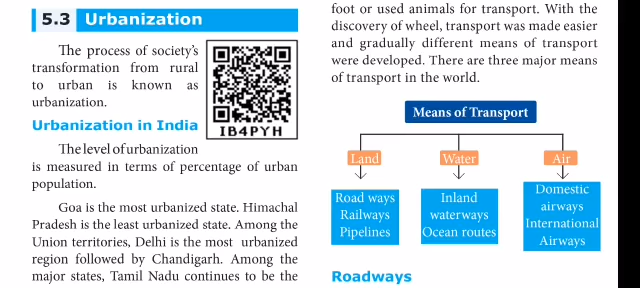 5.3 Urbanization
The process of society's
transformation from rural
to urban is known as
urbanization.
IB4PYH
Urbanization in India
The level of urbanization
is measured in terms of percentage of urban
population.
Goa is the most urbanized state. Himachal
Pradesh is the least urbanized state. Among the
Union territories, Delhi is the most urbanized
region followed by Chandigarh. Among the
major states, Tamil Nadu continues to be the
foot or used animals for transport. With the
discovery of wheel, transport was made easier
and gradually different means of transport
were developed. There are three major means
of transport in the world.
Means of Transport
Land Water Air
Road ways
Railways
Pipelines
Inland
waterways
Ocean routes
Domestic
airways
International
Airways
Roadways